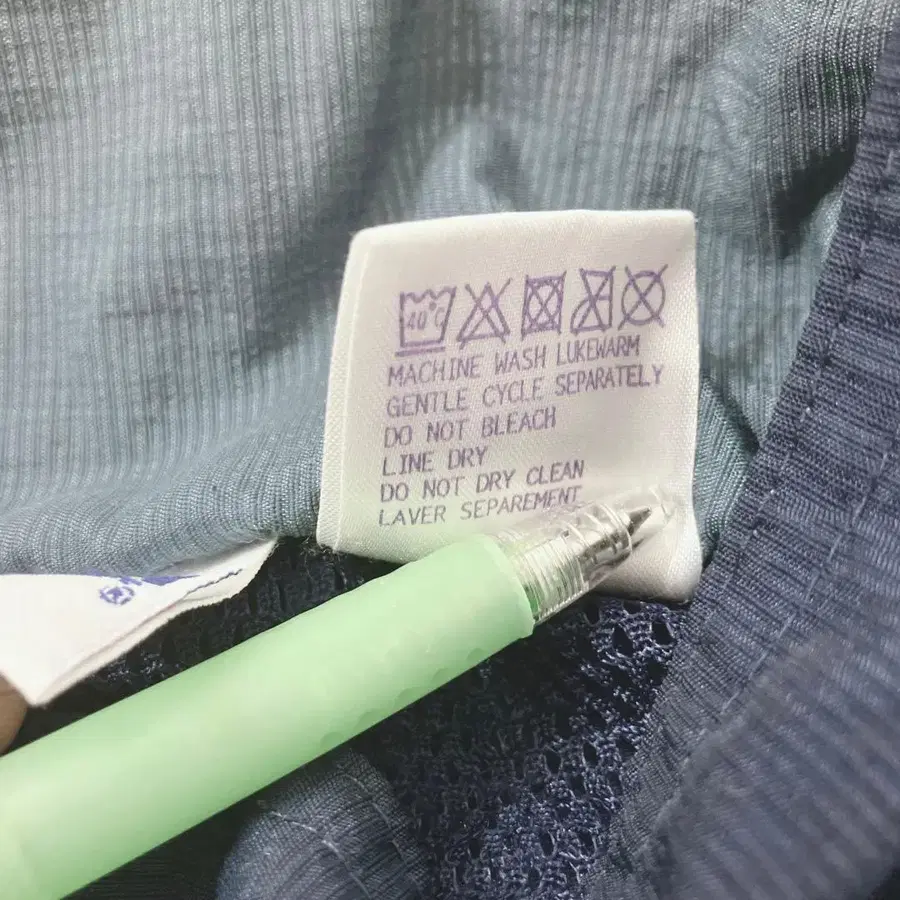 40°C
MACHINE WASH LUKEWARM
GENTLE CYCLE SEPARATELY
DO NOT BLEACH
LINE DRY
DO NOT DRY CLEAN
LAVER SEPAREMENT